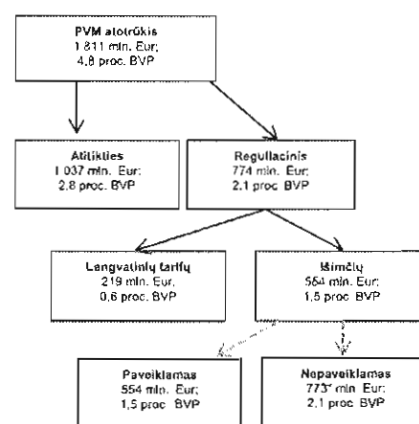 PVM atotrūkis
1 811 mln. Eur;
4,8 proc. BVP
Atitikties
1 037 mln. Eur;
2,8 proc. BVP
Reguliacinis
774 mln. Eur;
2,1 proc. BVP
Lengvatinių tarifų
219 mln. Eur;
0,6 proc. BVP
Išimčių
554 mln. Eur;
1,5 proc. BVP
Paveikiamas
554 mln. Eur;
1,5 proc. BVP
Nepaveikiamas
773* mln. Eur;
2,1 proc. BVP